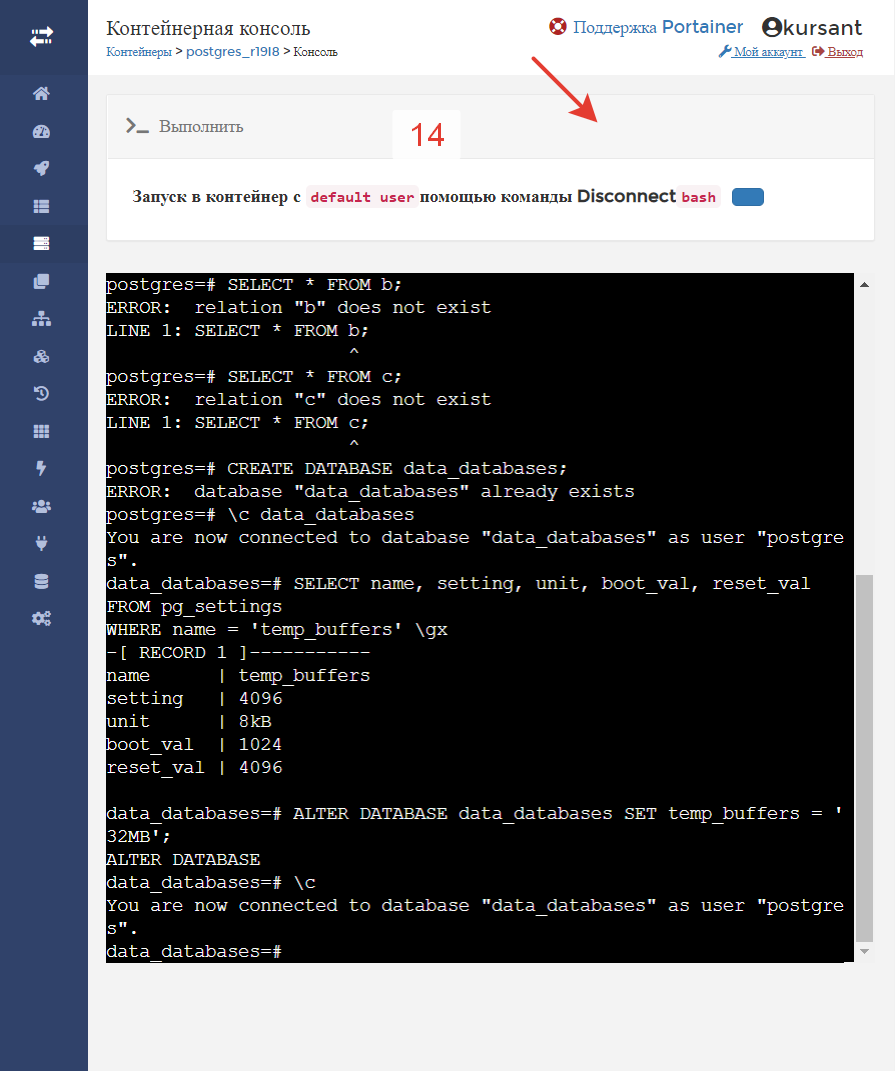 Контейнерная консоль
Поддержка Portainer
kursant
Контейнеры > postgres_r19l8 > Консоль
Мой аккаунт Выход
Выполнить
14
Запуск в контейнер с default user помощью команды Disconnect bash
postgres=# SELECT * FROM b;
ERROR:  relation "b" does not exist
LINE 1: SELECT * FROM b;
                      ^
postgres=# SELECT * FROM c;
ERROR:  relation "c" does not exist
LINE 1: SELECT * FROM c;
                      ^
postgres=# CREATE DATABASE data_databases;
ERROR:  database "data_databases" already exists
postgres=# \c data_databases
You are now connected to database "data_databases" as user "postgre
s".
data_databases=# SELECT name, setting, unit, boot_val, reset_val
FROM pg_settings
WHERE name = 'temp_buffers' \gx
-[ RECORD 1 ]-----------
name      | temp_buffers
setting   | 4096
unit      | 8kB
boot_val  | 1024
reset_val | 4096
data_databases=# ALTER DATABASE data_databases SET temp_buffers = '
32MB';
ALTER DATABASE
data_databases=# \c
You are now connected to database "data_databases" as user "postgre
s".
data_databases=#